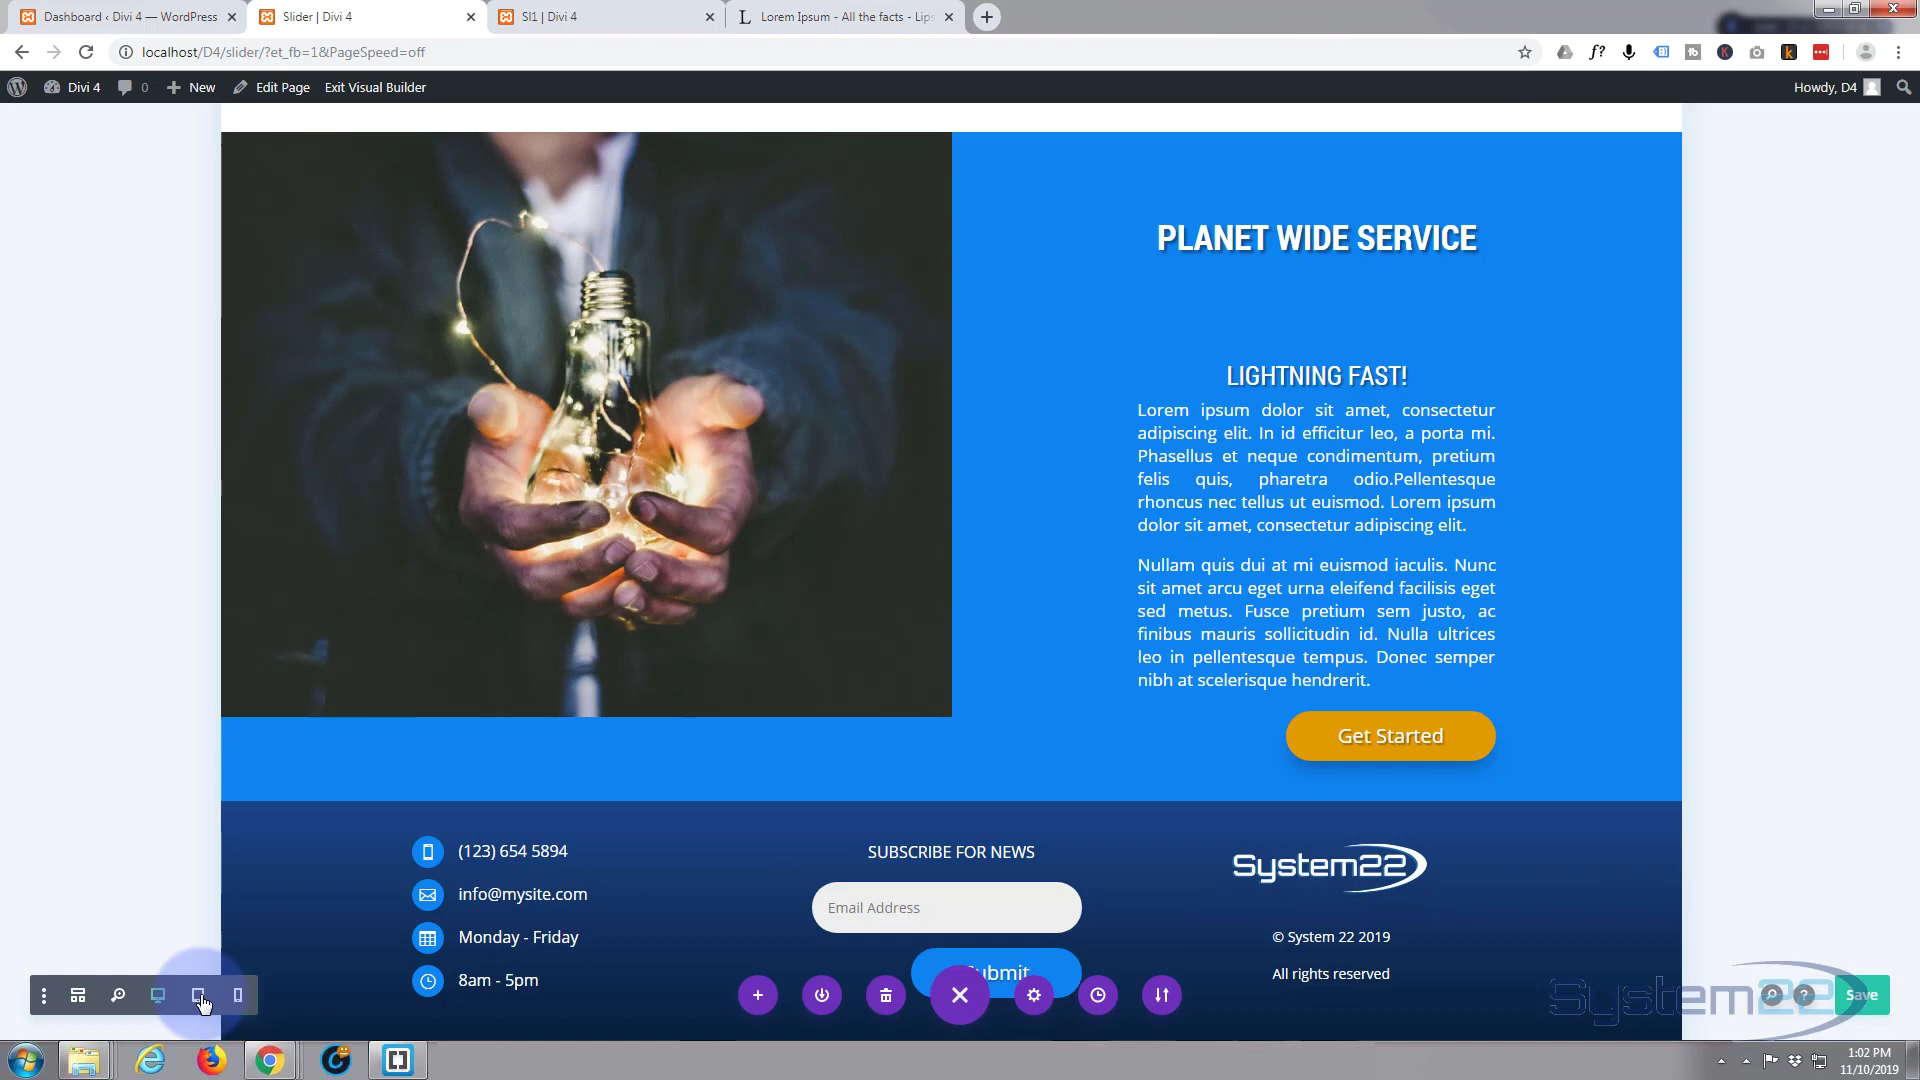 Dashboard ‹ Divi 4 — WordPress
Slider | Divi 4
Sl1 | Divi 4
Lorem Ipsum - All the facts - Lips
localhost/D4/slider/?et_fb=1&PageSpeed=off
Divi 4
0
New
Edit Page
Exit Visual Builder
Howdy, D4
PLANET WIDE SERVICE
LIGHTNING FAST!
Lorem ipsum dolor sit amet, consectetur
adipiscing elit. In id efficitur leo, a porta mi.
Phasellus et neque condimentum, pretium
felis quis, pharetra odio.Pellentesque
rhoncus nec tellus ut euismod. Lorem ipsum
dolor sit amet, consectetur adipiscing elit.
Nullam quis dui at mi euismod iaculis. Nunc
sit amet arcu eget urna eleifend facilisis eget
sed metus. Fusce pretium sem justo, ac
finibus mauris sollicitudin id. Nulla ultrices
leo in pellentesque tempus. Donec semper
nibh at scelerisque hendrerit.
Get Started
(123) 654 5894
info@mysite.com
Monday - Friday
8am - 5pm
SUBSCRIBE FOR NEWS
Email Address
Submit
System22
© System 22 2019
All rights reserved
System22
Save
1:02 PM
11/10/2019